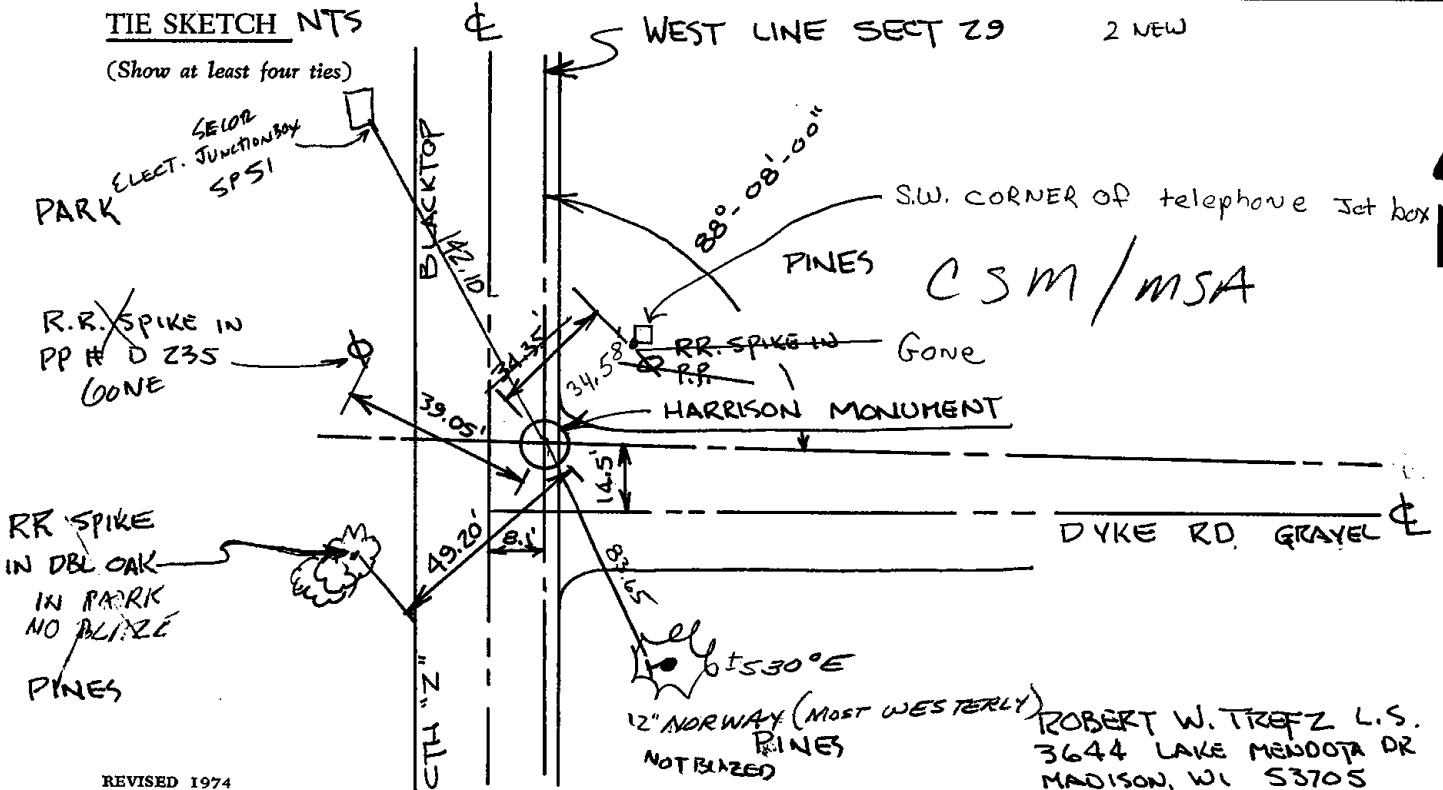 TIE SKETCH NTS
(Show at least four ties)
℄
WEST LINE SECT 29
2 NEW
ELECT. JUNCTION BOX
SP51
PARK
BLACKTOP
142.10
88°-08'-00"
S.W. CORNER OF telephone Jct box
PINES
CSM/MSA
R.R. SPIKE IN
PP # D 235
GONE
34.35'
34.58'
RR. SPIKE IN
P.P.
Gone
39.05'
HARRISON MONUMENT
14.5'
RR SPIKE
IN DBL OAK
IN PARK
NO BLAZE
PINES
49.20'
8.1'
83.65
DYKE RD. GRAVEL ℄
CTH "Z"
±S30°E
12" NORWAY (MOST WESTERLY)
PINES
NOT BLAZED
ROBERT W. TREFZ L.S.
3644 LAKE MENDOTA DR
MADISON, WI 53705
REVISED 1974